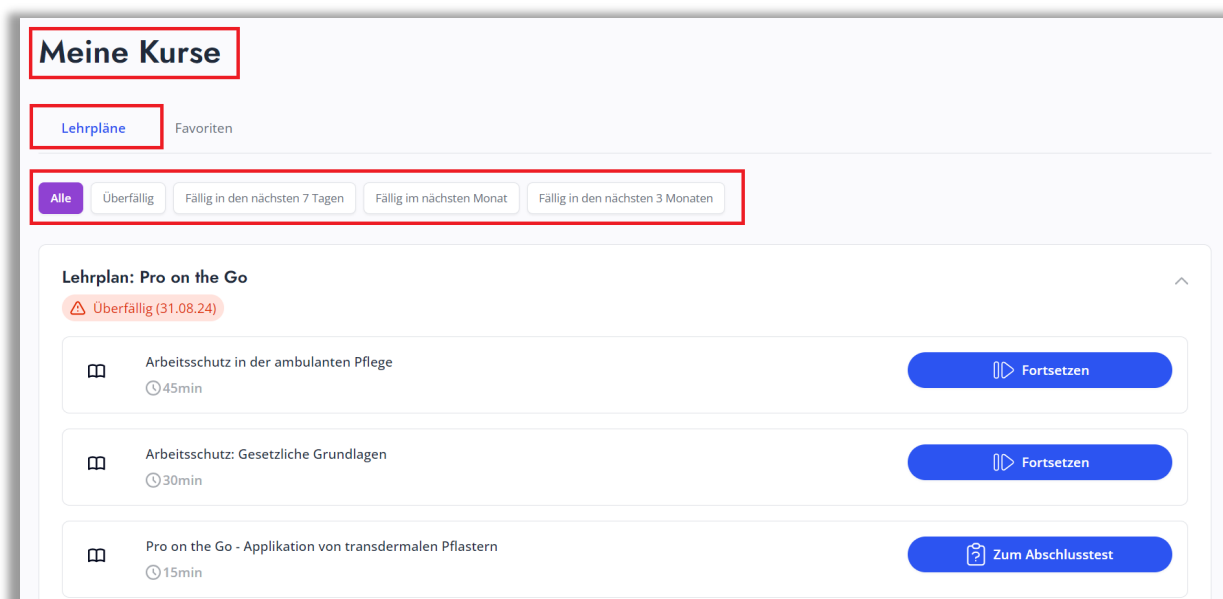 Meine Kurse
Lehrpläne Favoriten
Alle Überfällig Fällig in den nächsten 7 Tagen Fällig im nächsten Monat Fällig in den nächsten 3 Monaten
Lehrplan: Pro on the Go
Überfällig (31.08.24)
Arbeitsschutz in der ambulanten Pflege
45min
Fortsetzen
Arbeitsschutz: Gesetzliche Grundlagen
30min
Fortsetzen
Pro on the Go - Applikation von transdermalen Pflastern
15min
Zum Abschlusstest